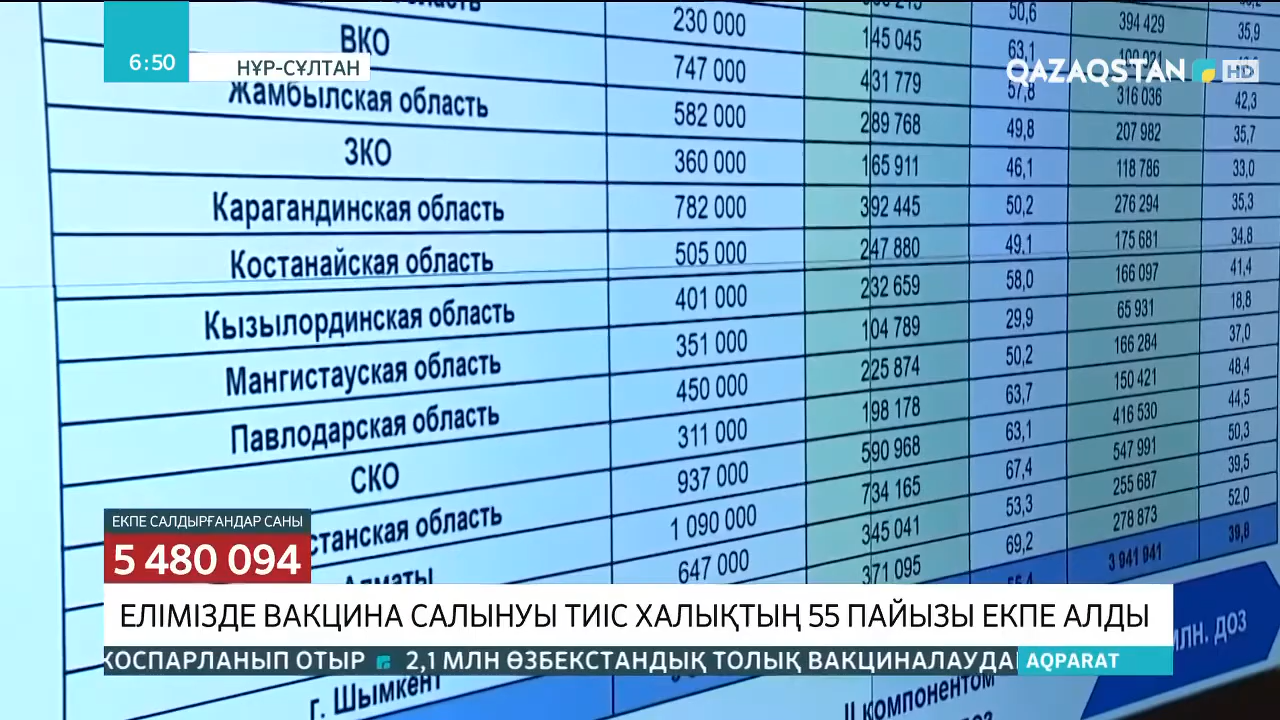 6:50
НҰР-СҰЛТАН
QAZAQSTAN HD
50,6 394 429 35,9
230 000 145 045 63,1
ВКО 747 000 431 779 57,8 316 036 42,3
Жамбылская область 582 000 289 768 49,8 207 982 35,7
ЗКО 360 000 165 911 46,1 118 786 33,0
Карагандинская область 782 000 392 445 50,2 276 294 35,3
Костанайская область 505 000 247 880 49,1 175 681 34,8
Кызылординская область 401 000 232 659 58,0 166 097 41,4
Мангистауская область 351 000 104 789 29,9 65 931 18,8
Павлодарская область 450 000 225 874 50,2 166 284 37,0
СКО 311 000 198 178 63,7 150 421 48,4
станская область 937 000 590 968 63,1 416 530 44,5
Алматы 1 090 000 734 165 67,4 547 991 50,3
г. Шымкент 647 000 345 041 53,3 255 687 39,5
371 095 69,2 278 873 52,0
3 941 941 39,8
млн. доз
II компонентом
ЕКПЕ САЛДЫРҒАНДАР САНЫ
5 480 094
ЕЛІМІЗДЕ ВАКЦИНА САЛЫНУЫ ТИІС ХАЛЫҚТЫҢ 55 ПАЙЫЗЫ ЕКПЕ АЛДЫ
ЖОСПАРЛАНЫП ОТЫР 2,1 МЛН ӨЗБЕКСТАНДЫҚ ТОЛЫҚ ВАКЦИНАЛАУДА
AQPARAT